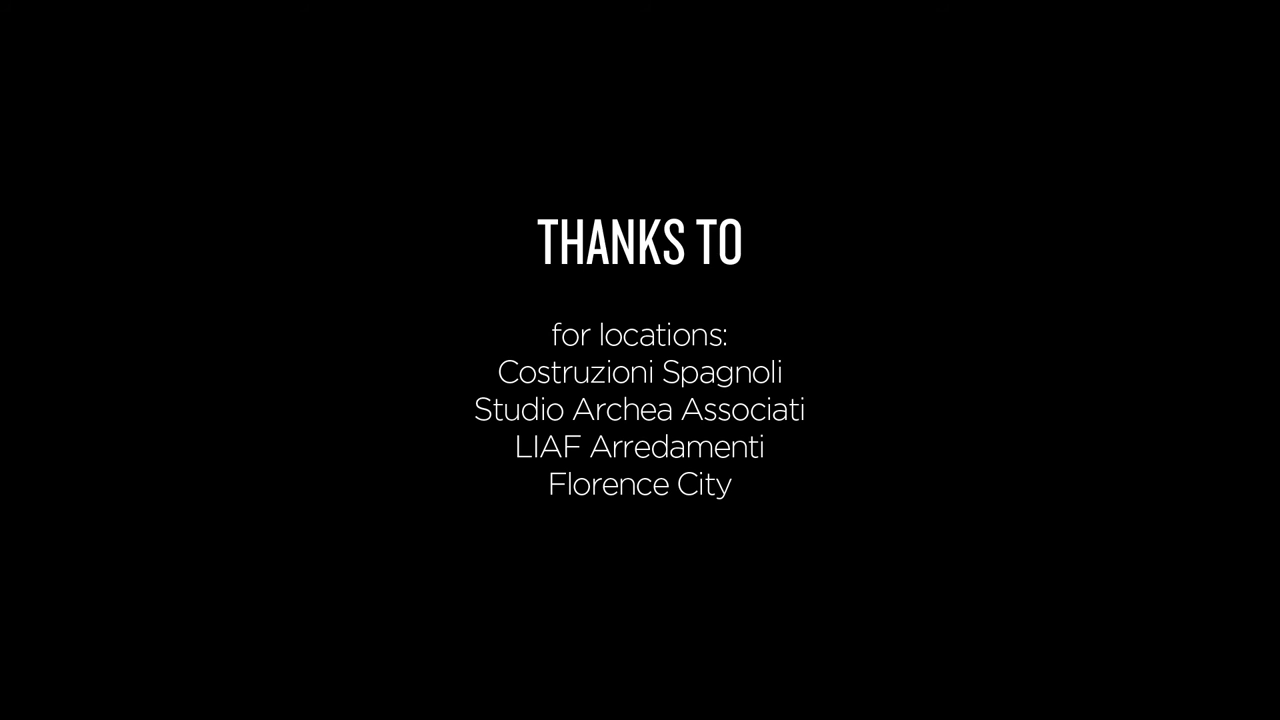 THANKS TO
for locations:
Costruzioni Spagnoli
Studio Archea Associati
LIAF Arredamenti
Florence City